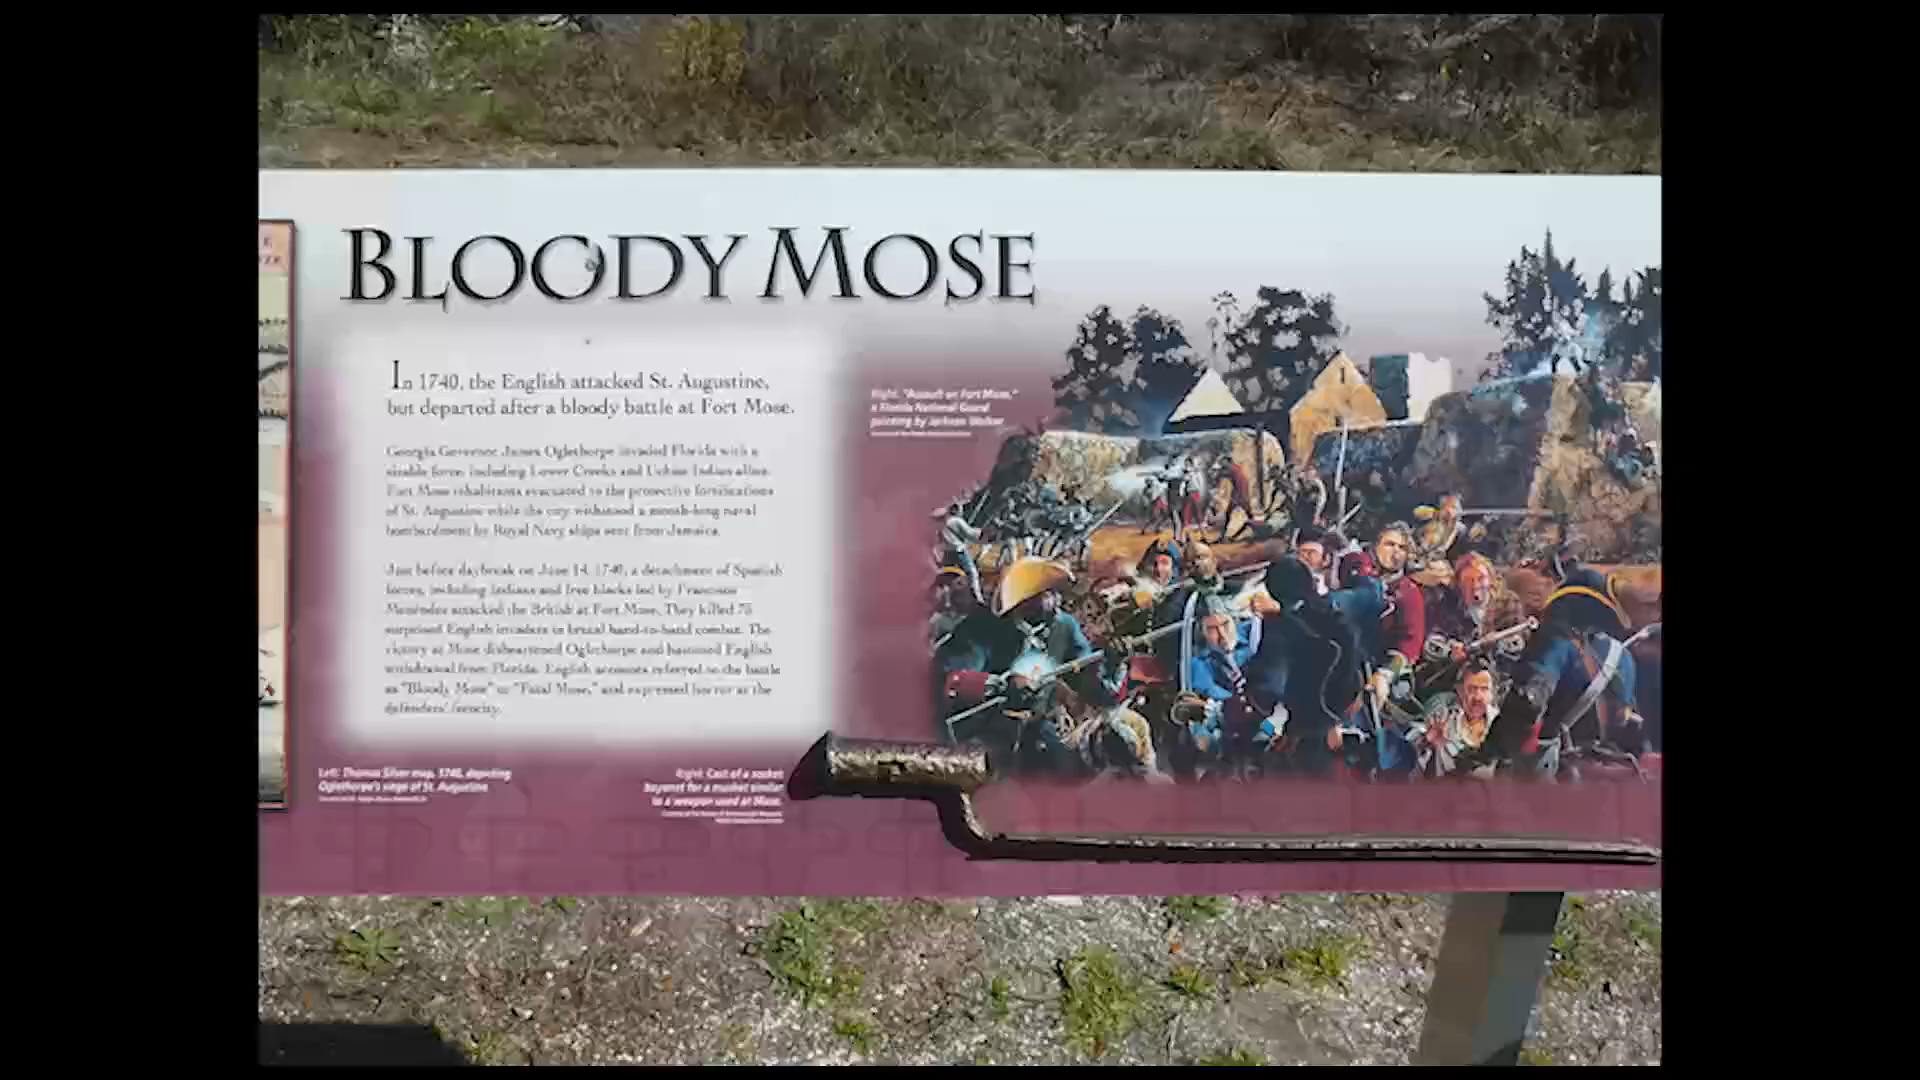 BLOODY MOSE
In 1740, the English attacked St. Augustine,
but departed after a bloody battle at Fort Mose.
Georgia Governor James Oglethorpe invaded Florida with a
sizable force, including Lower Creeks and Uchise Indian allies.
Fort Mose inhabitants evacuated to the protective fortifications
of St. Augustine while the city withstood a month-long naval
bombardment by Royal Navy ships sent from Jamaica.
Just before daybreak on June 14, 1740, a detachment of Spanish
forces, including Indians and free blacks led by Francisco
Menéndez attacked the British at Fort Mose. They killed 75
surprised English invaders in brutal hand-to-hand combat. The
victory at Mose disheartened Oglethorpe and hastened English
withdrawal from Florida. English accounts referred to the battle
as "Bloody Mose" or "Fatal Mose," and expressed horror at the
defenders' ferocity.
Right: "Assault on Fort Mose,"
a Florida National Guard
painting by Jackson Walker.
Left: Thomas Silver map, 1740, depicting
Oglethorpe's siege of St. Augustine
Right: Cast of a socket
bayonet for a musket similar
to a weapon used at Mose.